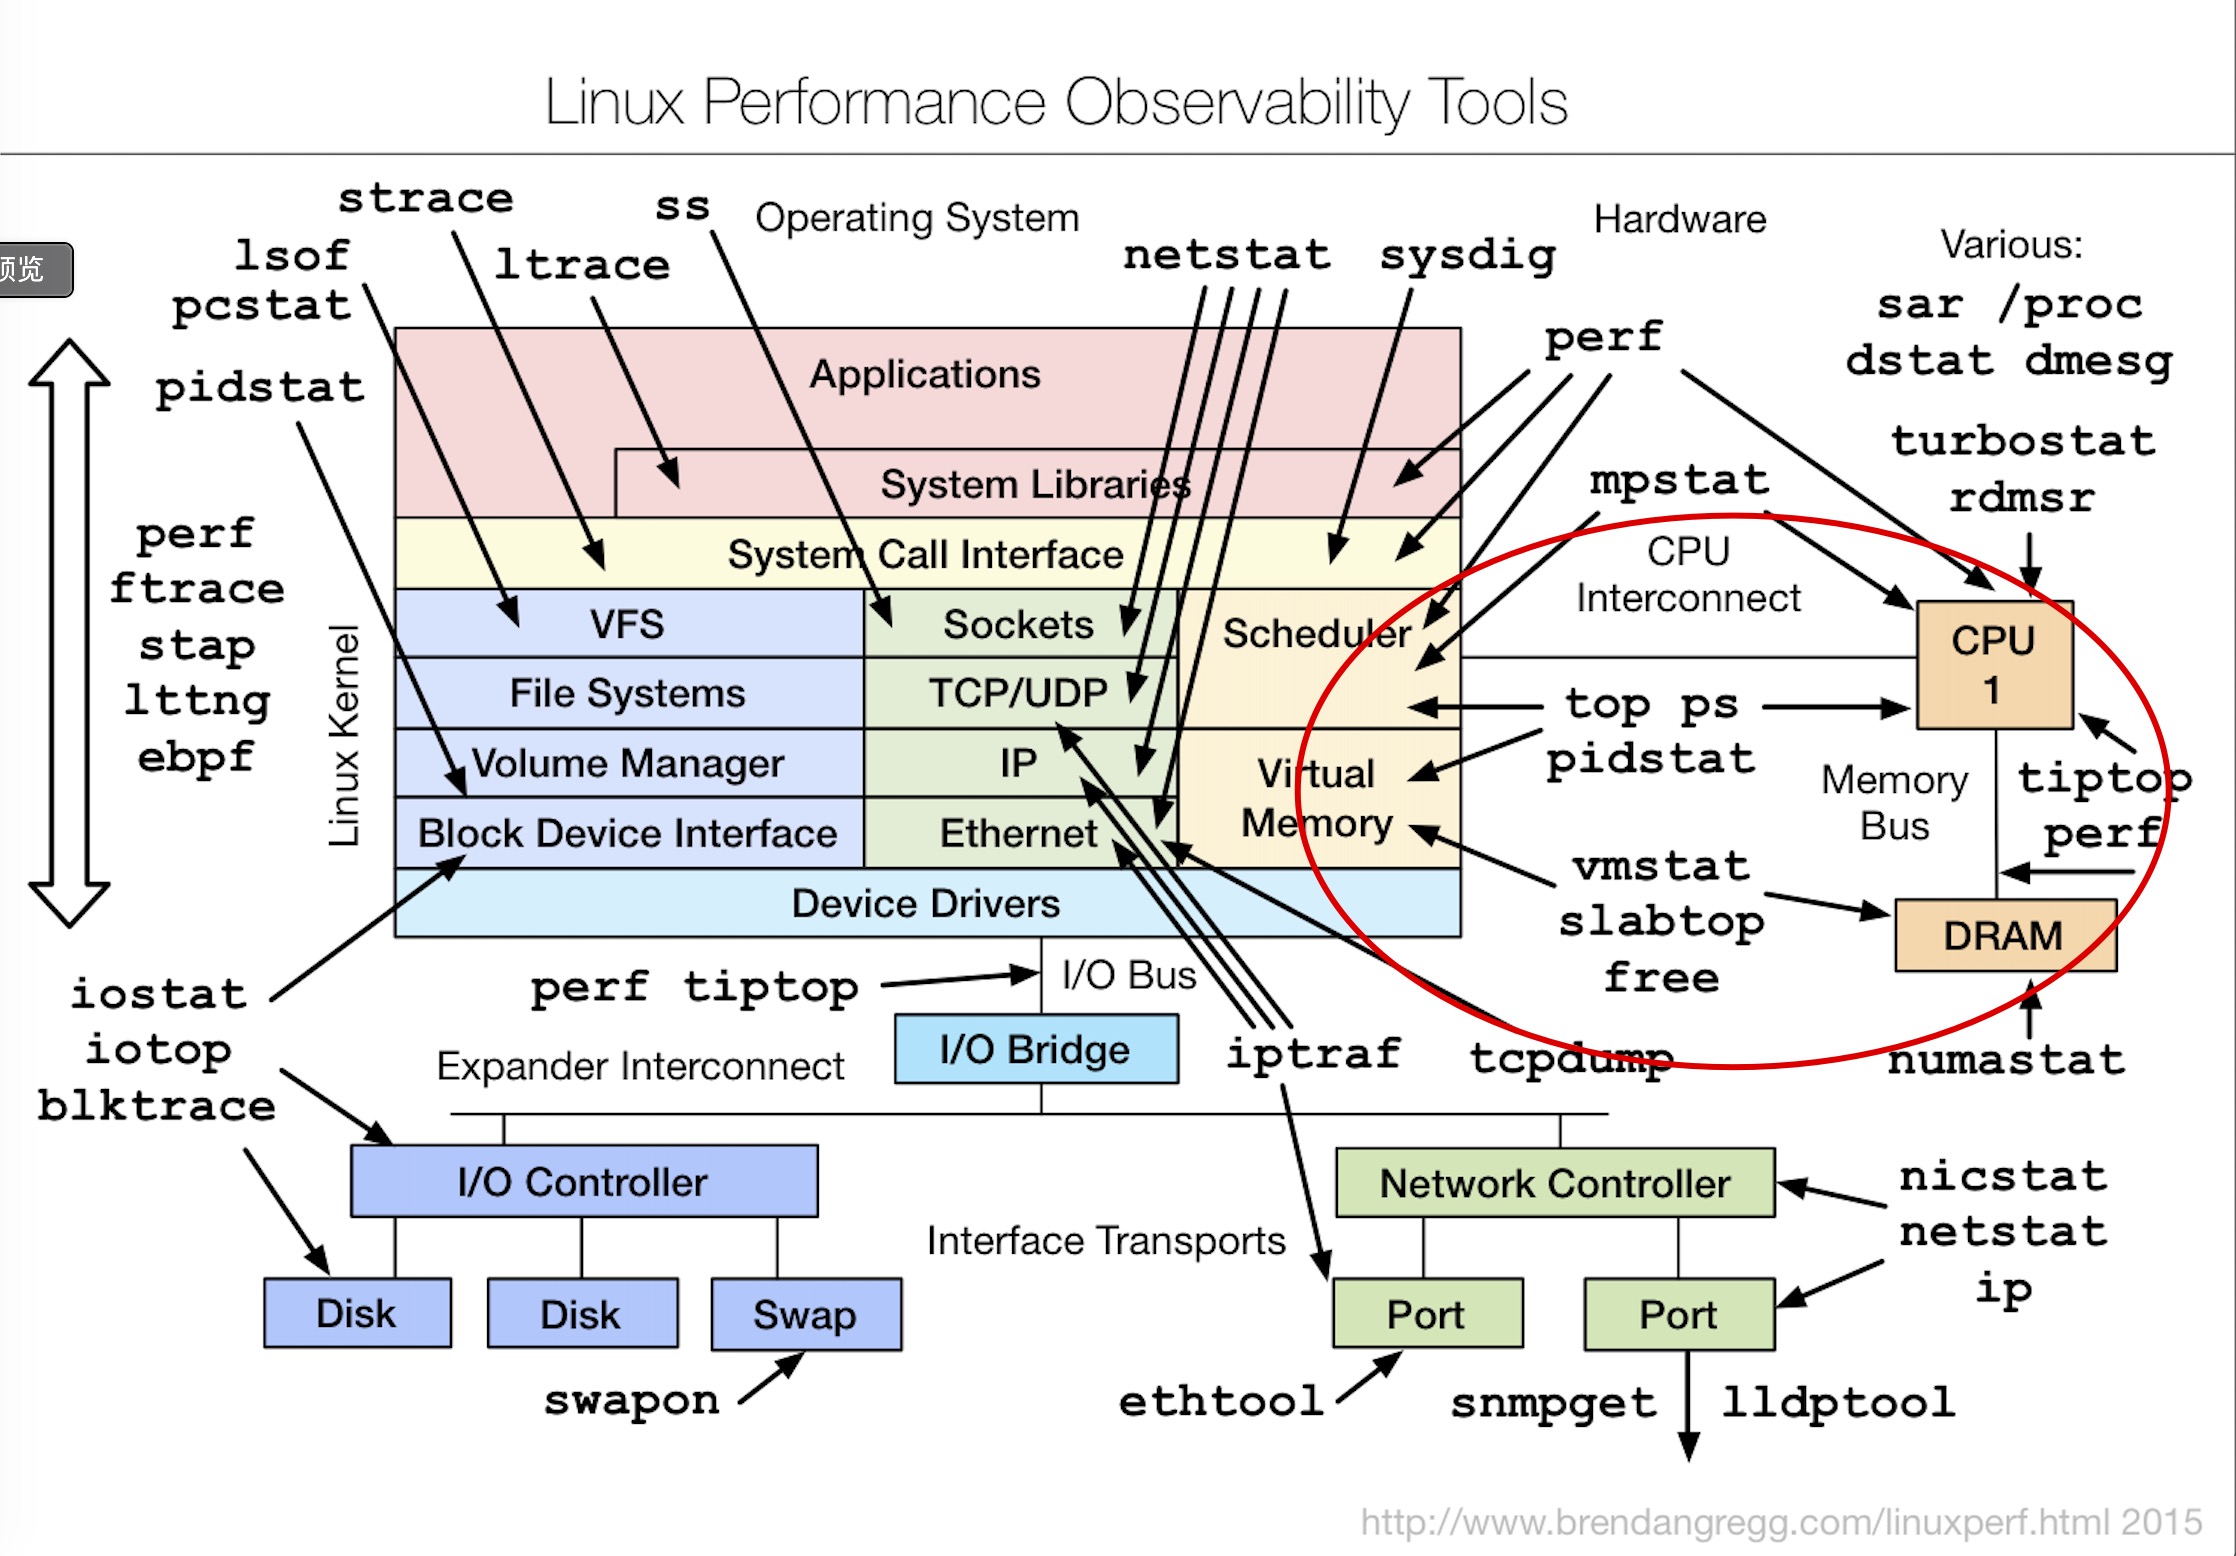 Linux Performance Observability Tools
strace
ss
Operating System
Hardware
Various:
lsof
ltrace
netstat
sysdig
预览
pcstat
sar /proc
perf
dstat dmesg
pidstat
Applications
turbostat
mpstat
rdmsr
System Libraries
perf
ftrace
stap
lttng
ebpf
Linux Kernel
System Call Interface
CPU
Interconnect
VFS
Sockets
Scheduler
CPU
1
File Systems
TCP/UDP
top ps
pidstat
Volume Manager
IP
Virtual
Memory
Memory
Bus
tiptop
perf
Block Device Interface
Ethernet
vmstat
slabtop
free
Device Drivers
DRAM
iostat
iotop
blktrace
perf tiptop
I/O Bus
I/O Bridge
Expander Interconnect
iptraf
tcpdump
numastat
I/O Controller
Network Controller
nicstat
netstat
ip
Interface Transports
Disk
Disk
Swap
Port
Port
swapon
ethtool
snmpget
lldptool
http://www.brendangregg.com/linuxperf.html 2015